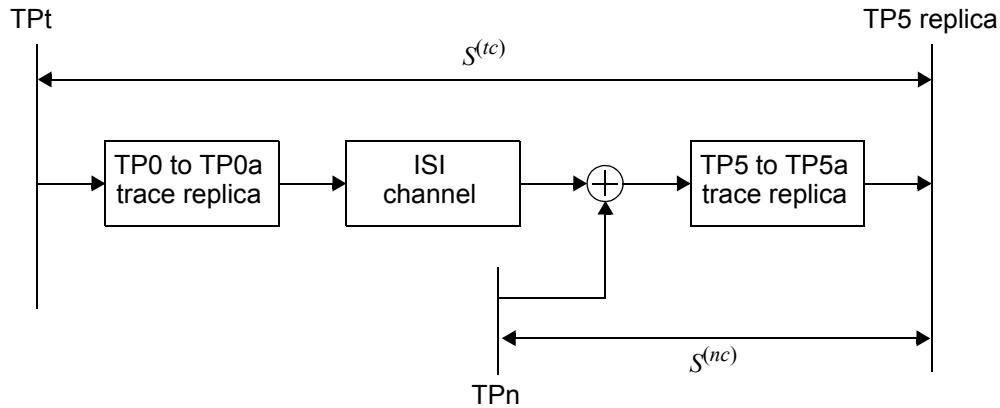 TPt
TP5 replica
S(tc)
TP0 to TP0a
trace replica
ISI
channel
TP5 to TP5a
trace replica
S(nc)
TPn